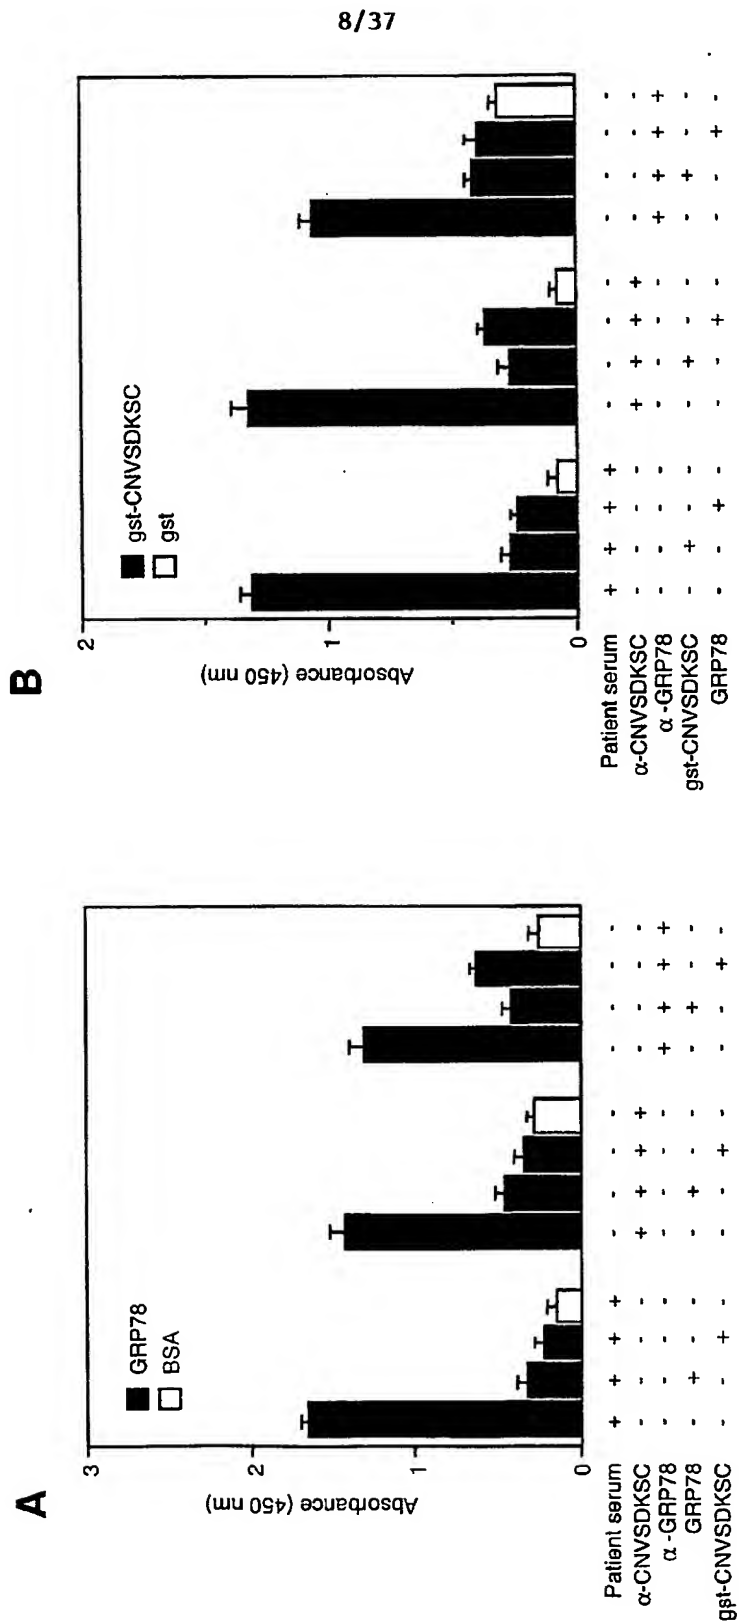 8/37
A
Absorbance (450 nm)
3
2
1
0
GRP78
BSA
Patient serum + + + + - - - - - - - -
α-CNVSDKSC - - - - + + + + - - - -
α-GRP78 - - - - - - - - + + + +
GRP78 - + - - - + - - - + - -
gst-CNVSDKSC - - + - - - + - - - + -
B
Absorbance (450 nm)
2
1
0
gst-CNVSDKSC
gst
Patient serum + + + + - - - - - - - -
α-CNVSDKSC - - - - + + + + - - - -
α-GRP78 - - - - - - - - + + + +
gst-CNVSDKSC - + - - - + - - - + - -
GRP78 - - + - - - + - - - + -